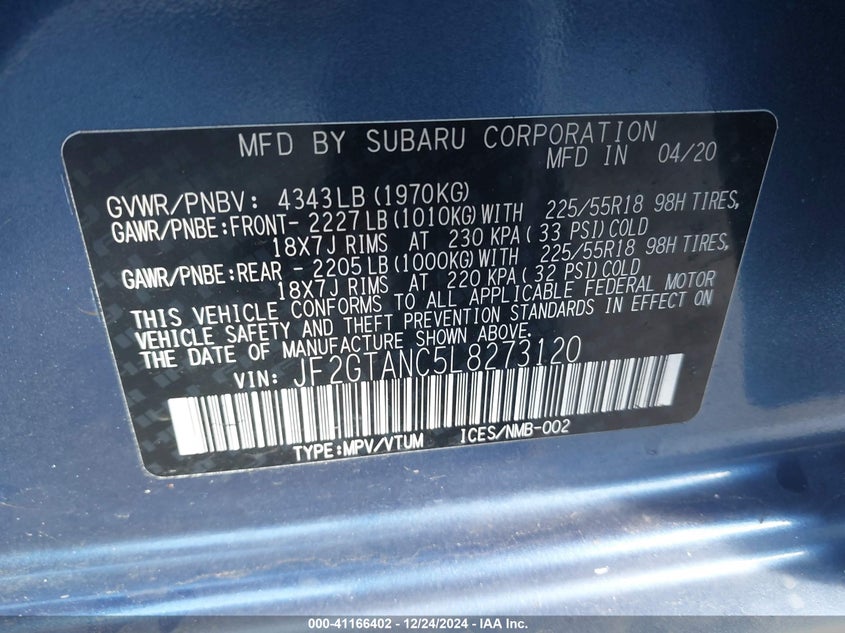 MFD BY SUBARU CORPORATION
MFD IN 04/20
GVWR/PNBV: 4343LB (1970KG)
GAWR/PNBE:FRONT- 2227LB (1010KG) WITH 225/55R18 98H TIRES,
18X7J RIMS AT 230 KPA ( 33 PSI) COLD
GAWR/PNBE:REAR - 2205LB (1000KG) WITH 225/55R18 98H TIRES,
18X7J RIMS AT 220 KPA ( 32 PSI) COLD
THIS VEHICLE CONFORMS TO ALL APPLICABLE FEDERAL MOTOR
VEHICLE SAFETY AND THEFT PREVENTION STANDARDS IN EFFECT ON
THE DATE OF MANUFACTURE SHOWN ABOVE.
VIN: JF2GTANC5L8273120
TYPE:MPV/VTUM ICES/NMB-002
000-41166402 - 12/24/2024 - IAA Inc.